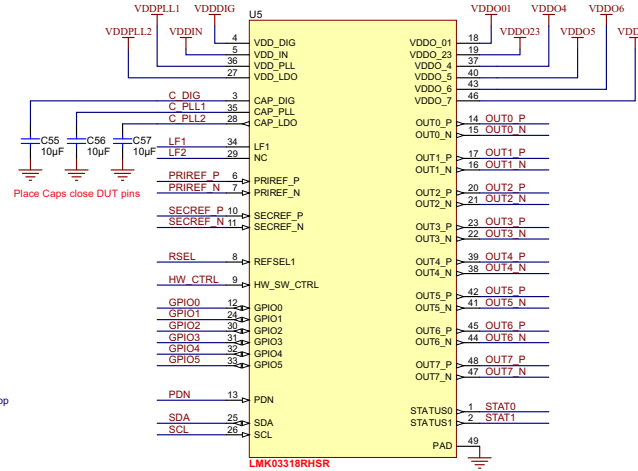 VDDPLL1 VDDDIG U5 VDDO01 VDDO4 VDDO6
VDDPLL2 VDDIN VDDO23 VDDO5
4 VDD_DIG VDDO_01 18
5 VDD_IN VDDO_23 19
36 VDD_PLL VDDO_4 37
27 VDD_LDO VDDO_5 40
VDDO_6 43
VDDO_7 46
C_DIG 3 CAP_DIG
C_PLL1 35 CAP_PLL
C_PLL2 28 CAP_LDO
OUT0_P 14 OUT0_P
OUT0_N 15 OUT0_N
C55 10µF
C56 10µF
C57 10µF
LF1 34 LF1
LF2 29 NC
OUT1_P 17 OUT1_P
OUT1_N 16 OUT1_N
Place Caps close DUT pins
PRIREF_P 6 PRIREF_P
PRIREF_N 7 PRIREF_N
OUT2_P 20 OUT2_P
OUT2_N 21 OUT2_N
SECREF_P 10 SECREF_P
SECREF_N 11 SECREF_N
OUT3_P 23 OUT3_P
OUT3_N 22 OUT3_N
RSEL 8 REFSEL1
OUT4_P 39 OUT4_P
OUT4_N 38 OUT4_N
HW_CTRL 9 HW_SW_CTRL
OUT5_P 42 OUT5_P
OUT5_N 41 OUT5_N
GPIO0 12 GPIO0
GPIO1 24 GPIO1
GPIO2 30 GPIO2
GPIO3 31 GPIO3
GPIO4 32 GPIO4
GPIO5 33 GPIO5
OUT6_P 45 OUT6_P
OUT6_N 44 OUT6_N
OUT7_P 48 OUT7_P
OUT7_N 47 OUT7_N
PDN 13 PDN
STATUS0 1 STAT0
STATUS1 2 STAT1
SDA 25 SDA
SCL 26 SCL
PAD 49
LMK03318RHSR